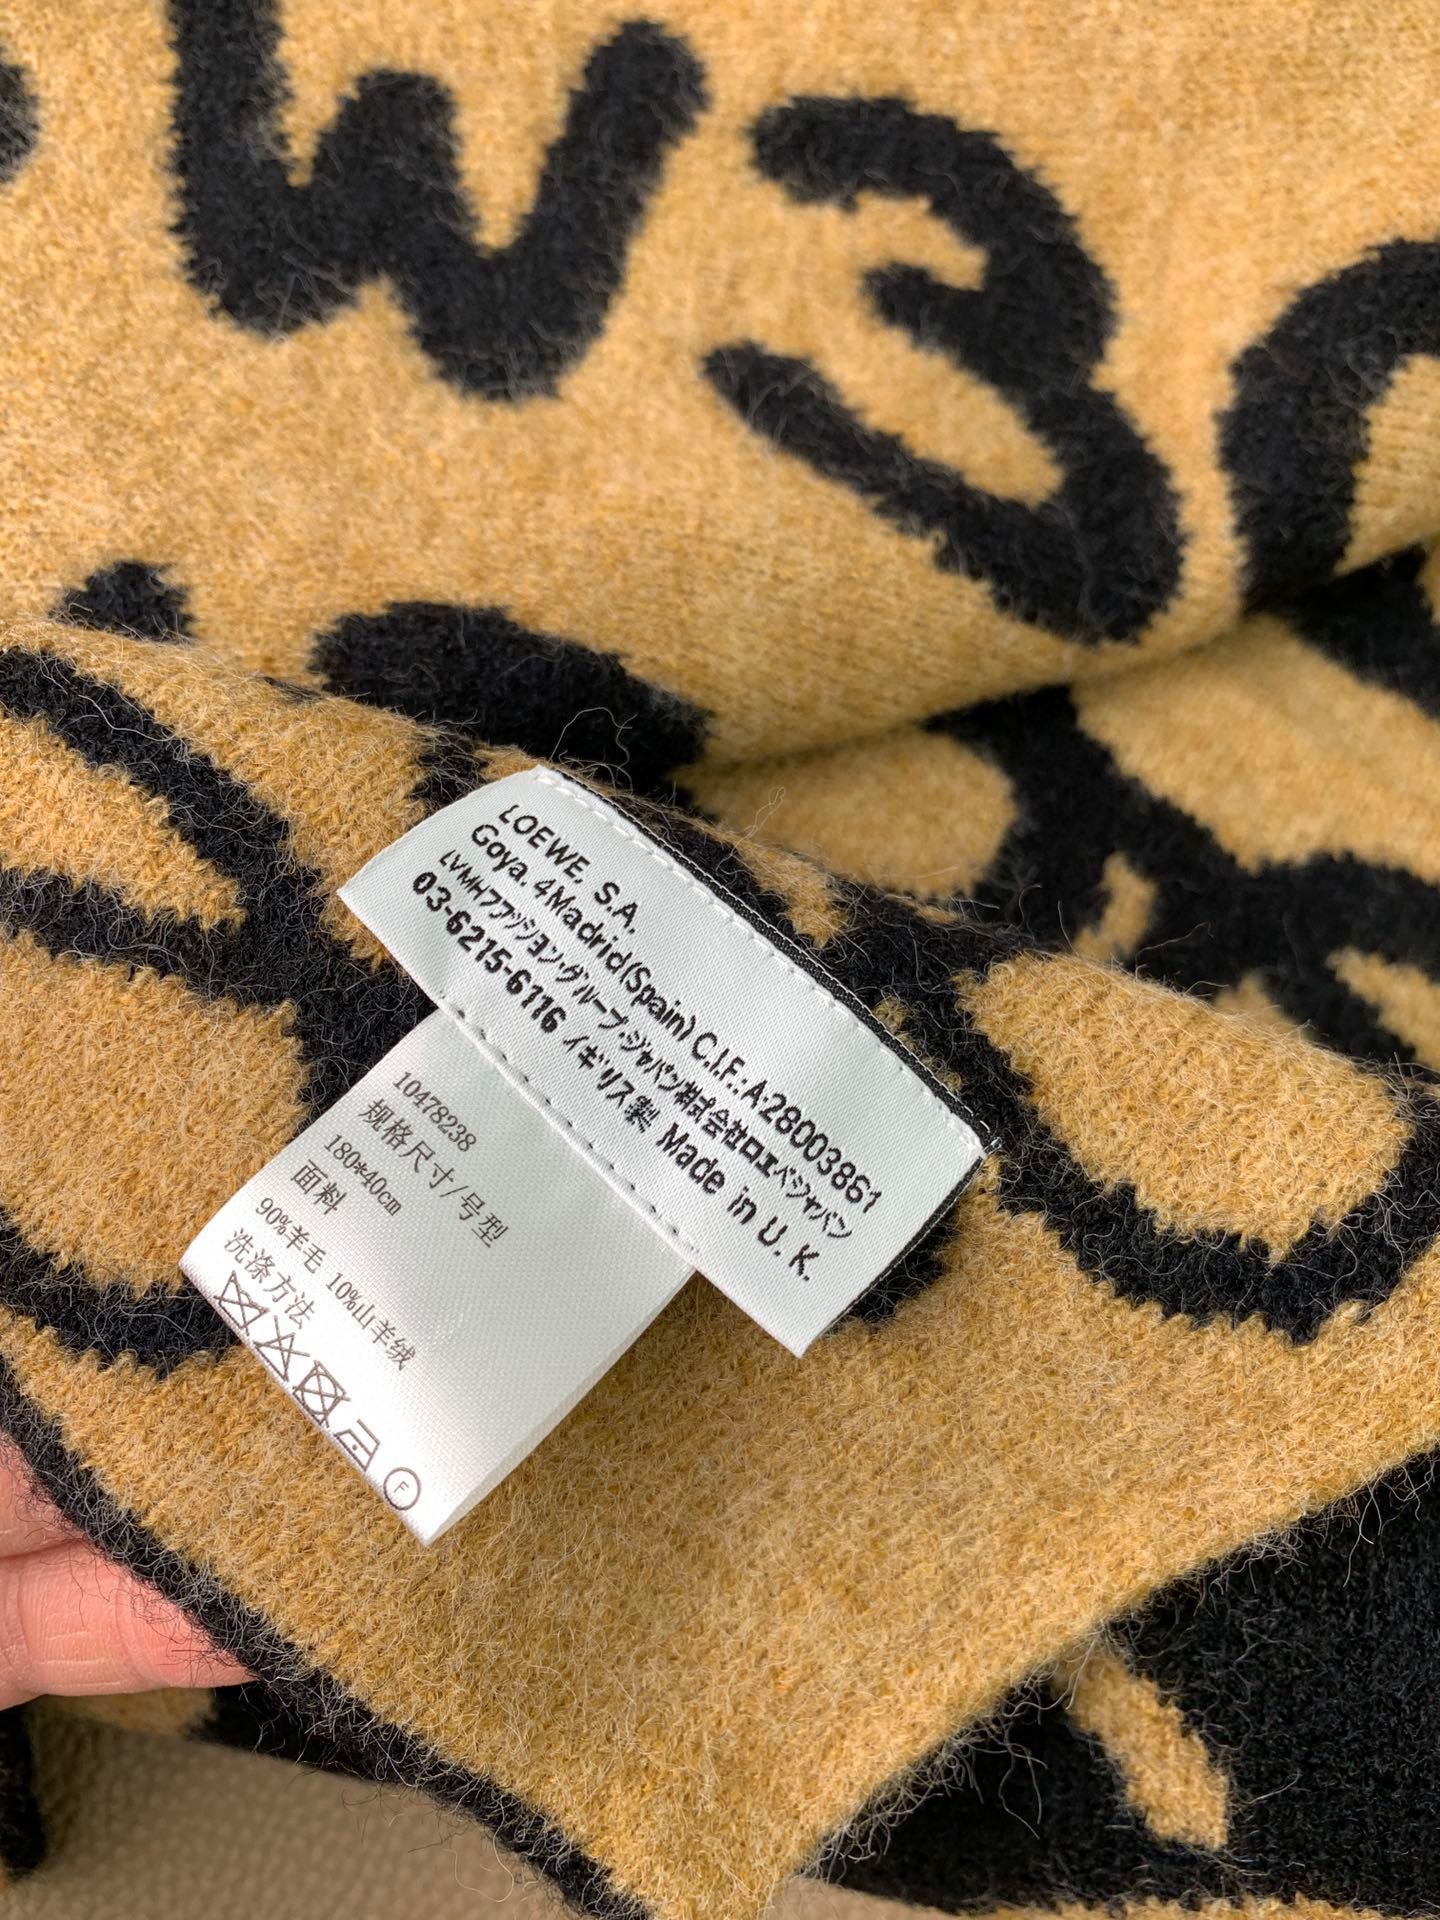 LOEWE, S.A.
Goya. 4Madrid(Spain) C.I.F.:A-28003861
LVMHファッション・グループ・ジャパン株式会社ロエベジャパン
03-6215-6116 イギリス製 Made in U. K.
10478238
规格尺寸/号型
180*40cm
面料
90%羊毛 10%山羊绒
洗涤方法
F